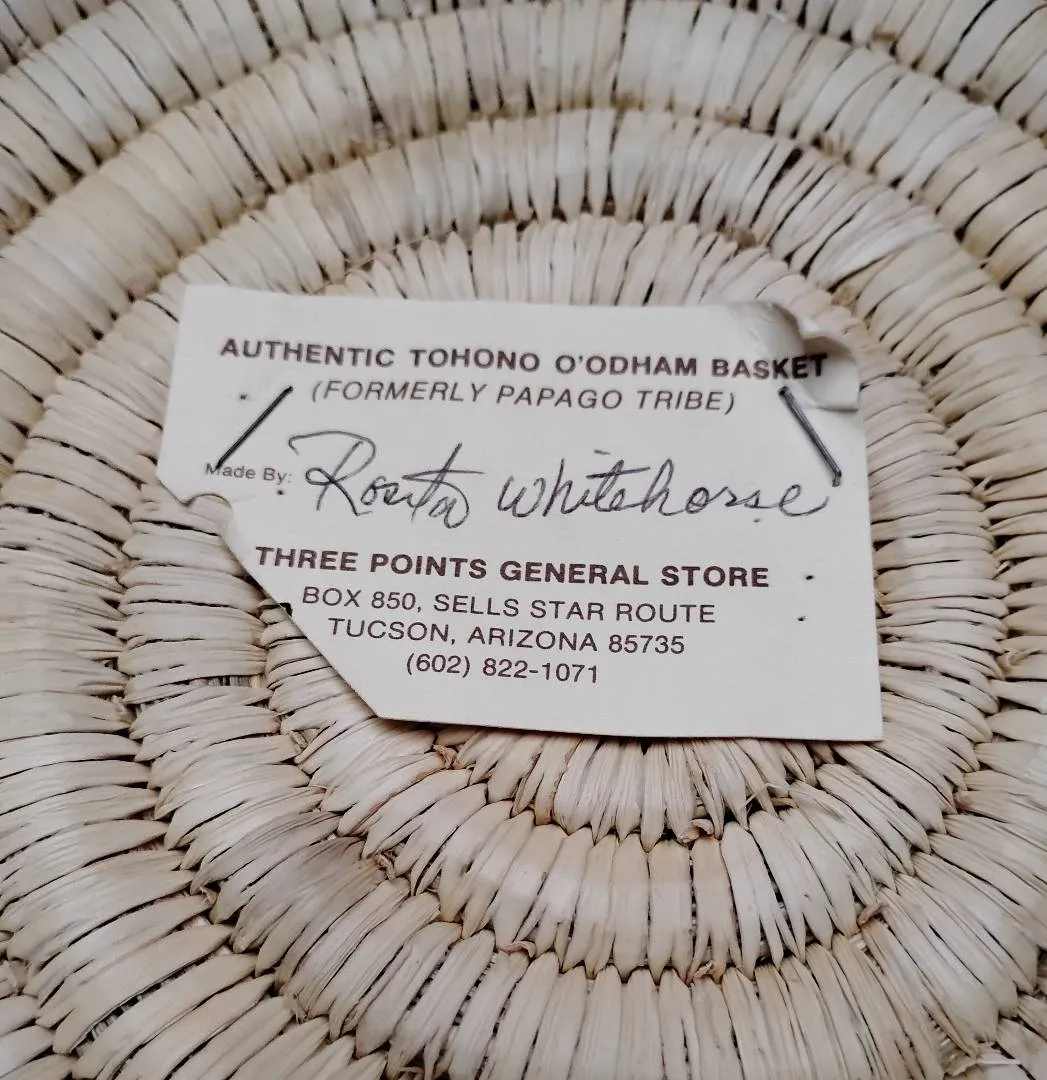 AUTHENTIC TOHONO O'ODHAM BASKET
(FORMERLY PAPAGO TRIBE)
Made By: Rosita Whitehorse
THREE POINTS GENERAL STORE
BOX 850, SELLS STAR ROUTE
TUCSON, ARIZONA 85735
(602) 822-1071